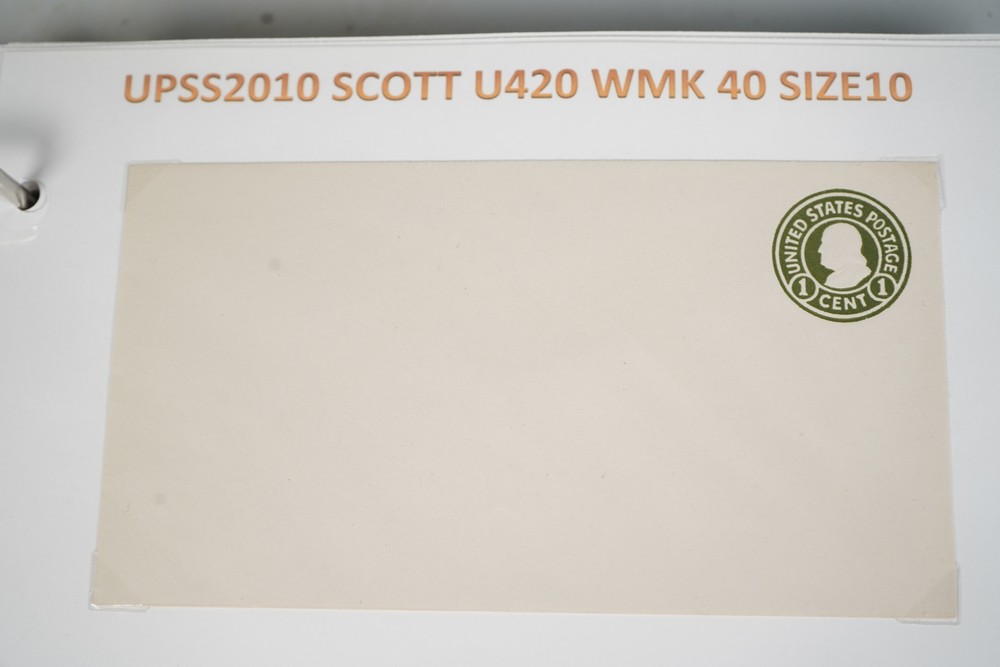 UPSS2010 SCOTT U420 WMK 40 SIZE10
UNITED STATES POSTAGE
1 CENT 1